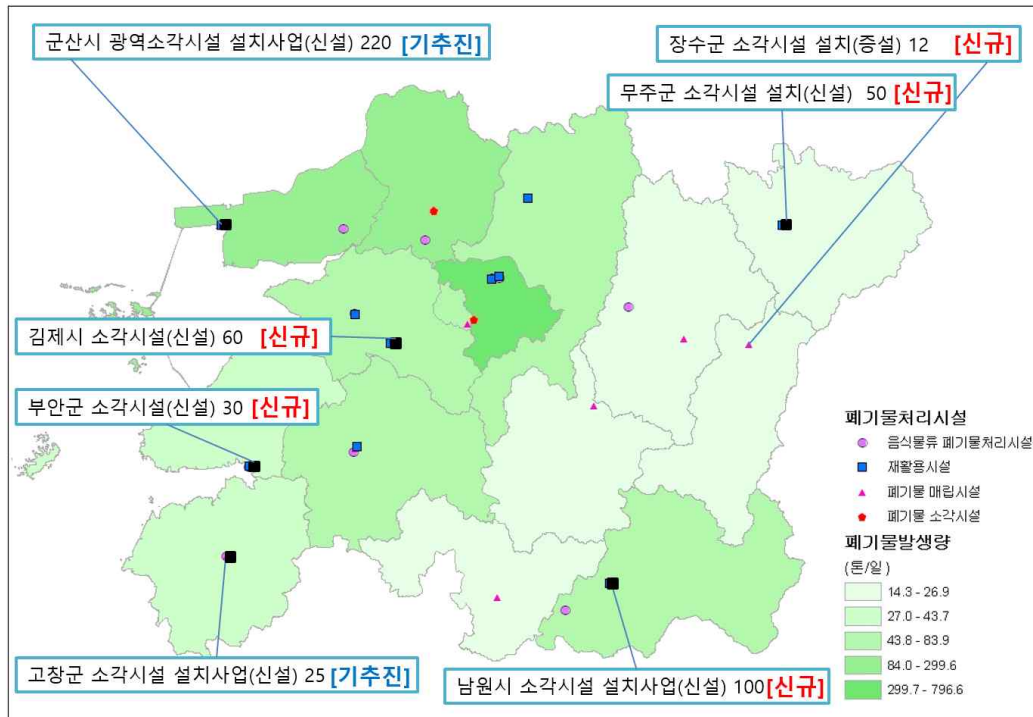 군산시 광역소각시설 설치사업(신설) 220 [기추진]
장수군 소각시설 설치(증설) 12 [신규]
무주군 소각시설 설치(신설) 50 [신규]
김제시 소각시설(신설) 60 [신규]
부안군 소각시설(신설) 30 [신규]
고창군 소각시설 설치사업(신설) 25 [기추진]
남원시 소각시설 설치사업(신설) 100 [신규]
폐기물처리시설
음식물류 폐기물처리시설
재활용시설
폐기물 매립시설
폐기물 소각시설
폐기물발생량
(톤/일)
14.3 - 26.9
27.0 - 43.7
43.8 - 83.9
84.0 - 299.6
299.7 - 796.6